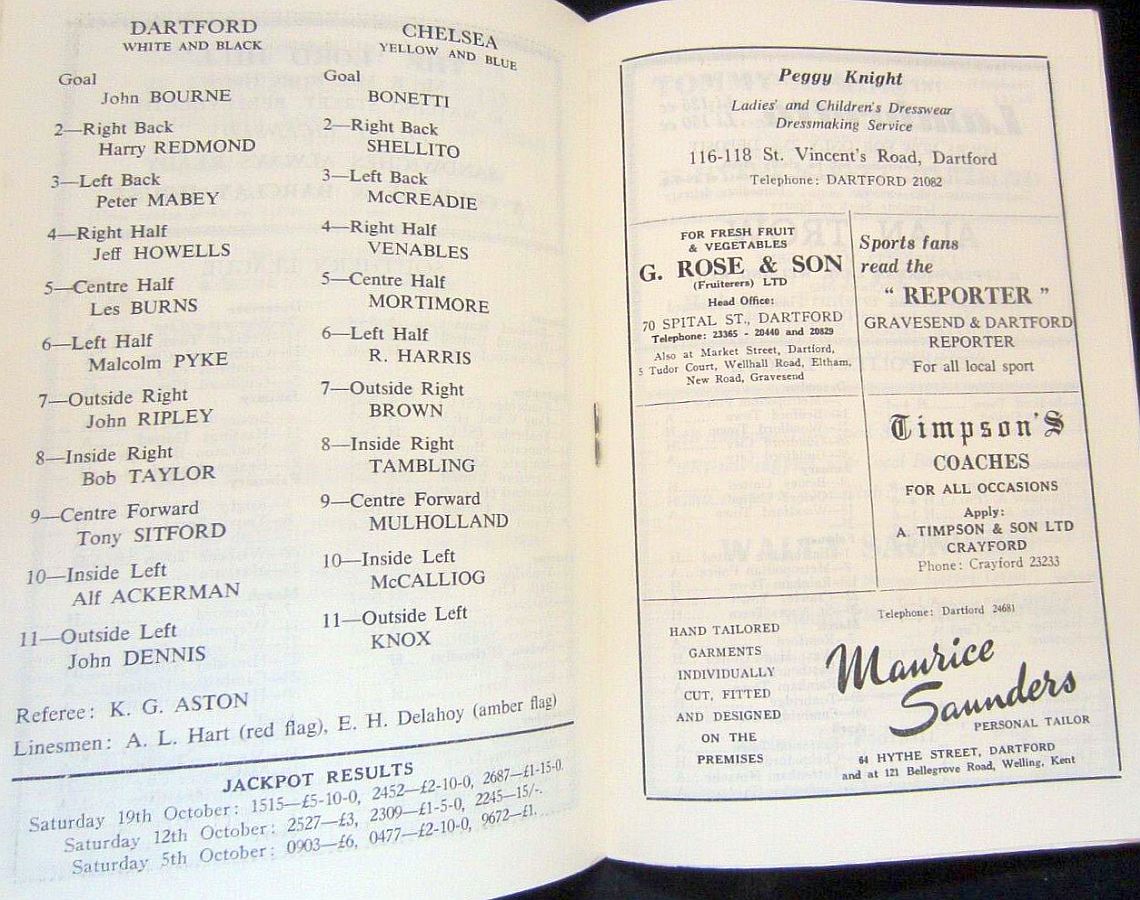 DARTFORD
WHITE AND BLACK
Goal
John BOURNE
2—Right Back
Harry REDMOND
3—Left Back
Peter MABEY
4—Right Half
Jeff HOWELLS
5—Centre Half
Les BURNS
6—Left Half
Malcolm PYKE
7—Outside Right
John RIPLEY
8—Inside Right
Bob TAYLOR
9—Centre Forward
Tony SITFORD
10—Inside Left
Alf ACKERMAN
11—Outside Left
John DENNIS
CHELSEA
YELLOW AND BLUE
Goal
BONETTI
2—Right Back
SHELLITO
3—Left Back
McCREADIE
4—Right Half
VENABLES
5—Centre Half
MORTIMORE
6—Left Half
R. HARRIS
7—Outside Right
BROWN
8—Inside Right
TAMBLING
9—Centre Forward
MULHOLLAND
10—Inside Left
McCALLIOG
11—Outside Left
KNOX
Referee: K. G. ASTON
Linesmen: A. L. Hart (red flag), E. H. Delahoy (amber flag)
JACKPOT RESULTS
Saturday 19th October: 1515—£5-10-0, 2452—£2-10-0, 2687—£1-15-0.
Saturday 12th October: 2527—£3, 2309—£1-5-0, 2245—15/-.
Saturday 5th October: 0903—£6, 0477—£2-10-0, 9672—£1.
Peggy Knight
Ladies' and Children's Dresswear
Dressmaking Service
116-118 St. Vincent's Road, Dartford
Telephone: DARTFORD 21082
FOR FRESH FRUIT
& VEGETABLES
G. ROSE & SON
(Fruiterers) LTD
Head Office:
70 SPITAL ST., DARTFORD
Telephone: 23365 - 20440 and 20829
Also at Market Street, Dartford,
5 Tudor Court, Wellhall Road, Eltham,
New Road, Gravesend
Sports fans
read the
"REPORTER"
GRAVESEND & DARTFORD
REPORTER
For all local sport
Timpson'S
COACHES
FOR ALL OCCASIONS
Apply:
A. TIMPSON & SON LTD
CRAYFORD
Phone: Crayford 23233
HAND TAILORED
GARMENTS
INDIVIDUALLY
CUT, FITTED
AND DESIGNED
ON THE
PREMISES
Telephone: Dartford 24681
Maurice
Saunders
PERSONAL TAILOR
64 HYTHE STREET, DARTFORD
and at 121 Bellegrove Road, Welling, Kent